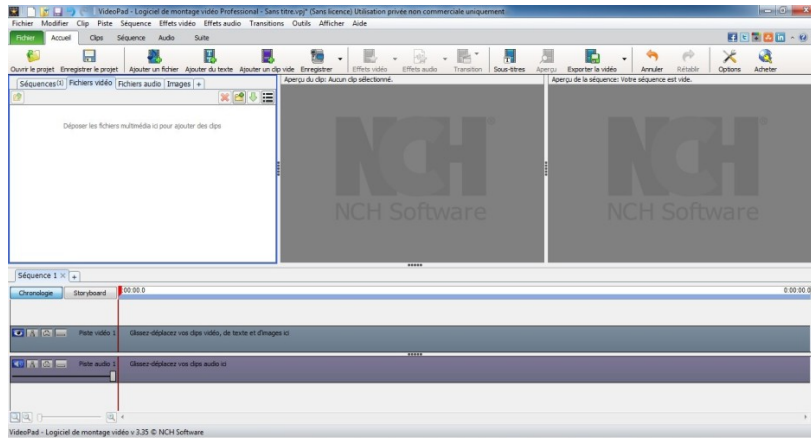 VideoPad - Logiciel de montage vidéo Professional - Sans titre.vpj* (Sans licence) Utilisation privée non commerciale uniquement
Fichier Modifier Clip Piste Séquence Effets vidéo Effets audio Transitions Outils Afficher Aide
Fichier Accueil Clips Séquence Audio Suite
Ouvrir le projet Enregistrer le projet Ajouter un fichier Ajouter du texte Ajouter un clip vide Enregistrer Effets vidéo Effets audio Transition Sous-titres Aperçu Exporter la vidéo Annuler Rétablir Options Acheter
Séquences(1) Fichiers vidéo Fichiers audio Images +
Aperçu du clip: Aucun clip sélectionné.
Aperçu de la séquence: Votre séquence est vide.
Déposer les fichiers multimédia ici pour ajouter des clips
NCH
NCH Software
NCH
NCH Software
Séquence 1 × +
Chronologie Storyboard :00:00.0 0:00:00.0
Piste vidéo 1 Glissez-déplacez vos clips vidéo, de texte et d'images ici
Piste audio 1 Glissez-déplacez vos clips audio ici
VideoPad - Logiciel de montage vidéo v 3.35 © NCH Software